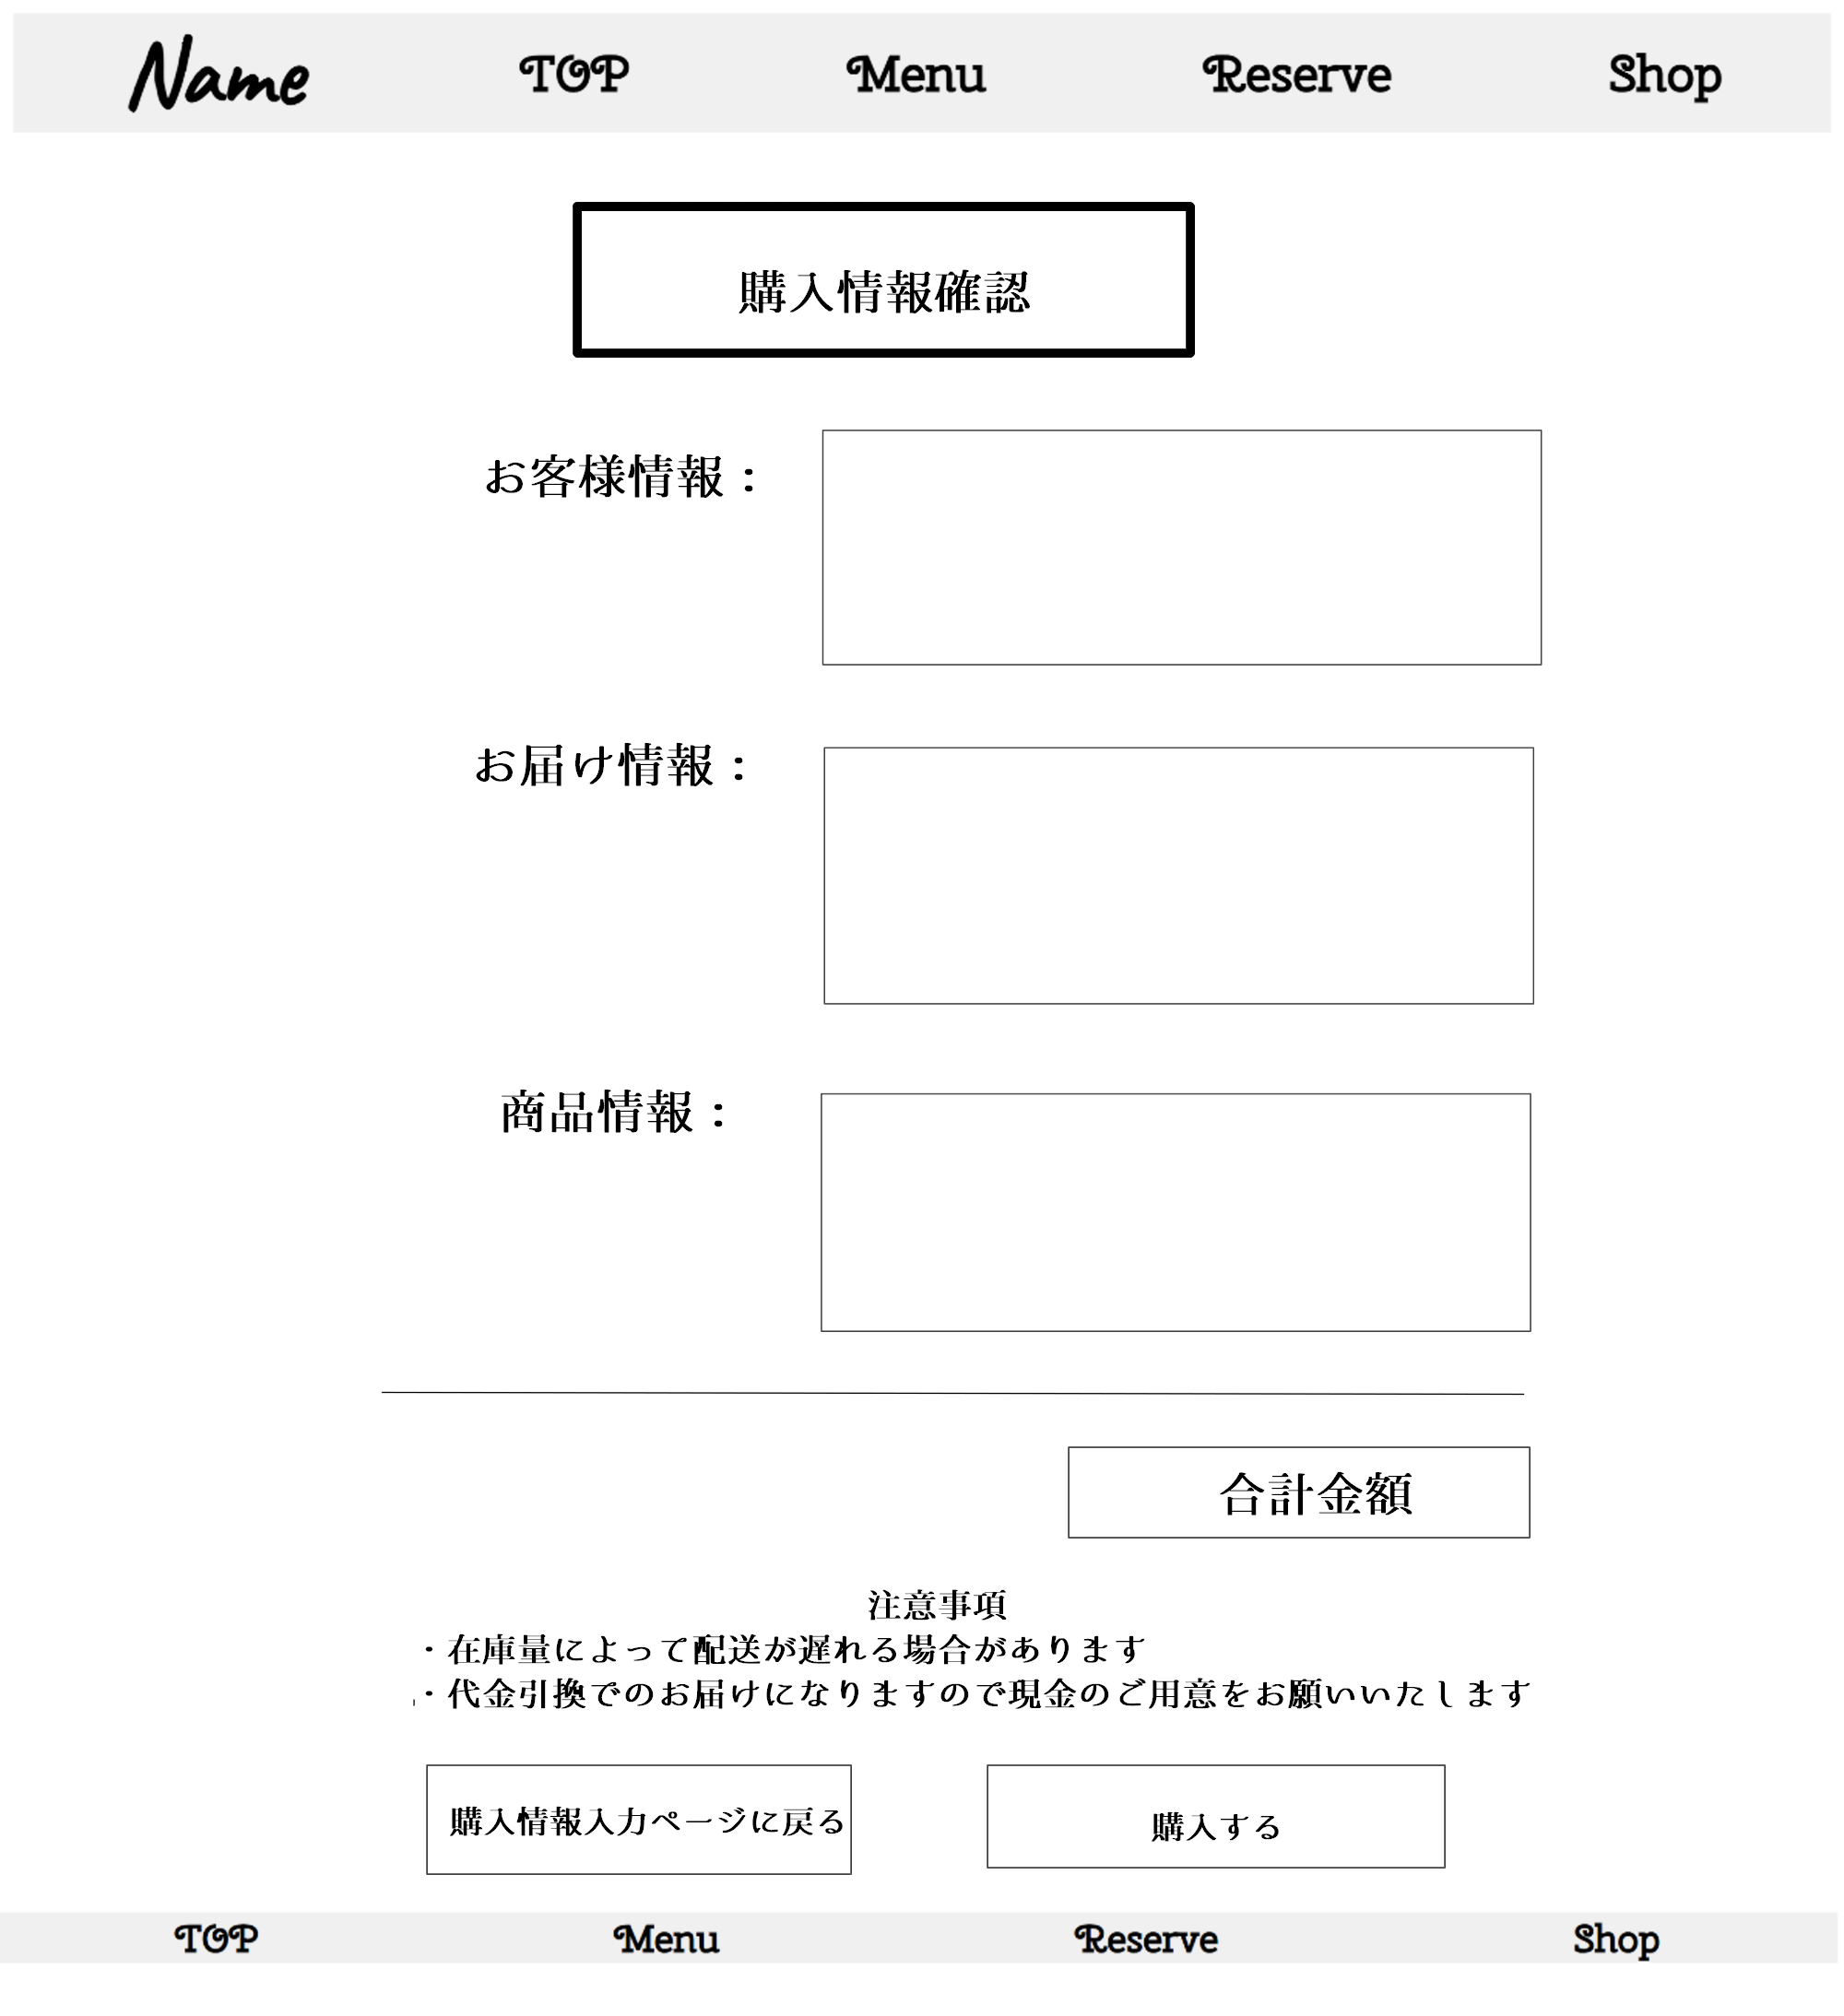 Name TOP Menu Reserve Shop
購入情報確認
お客様情報：
お届け情報：
商品情報：
合計金額
注意事項
・在庫量によって配送が遅れる場合があります
・代金引換でのお届けになりますので現金のご用意をお願いいたします
購入情報入力ページに戻る 購入する
TOP Menu Reserve Shop